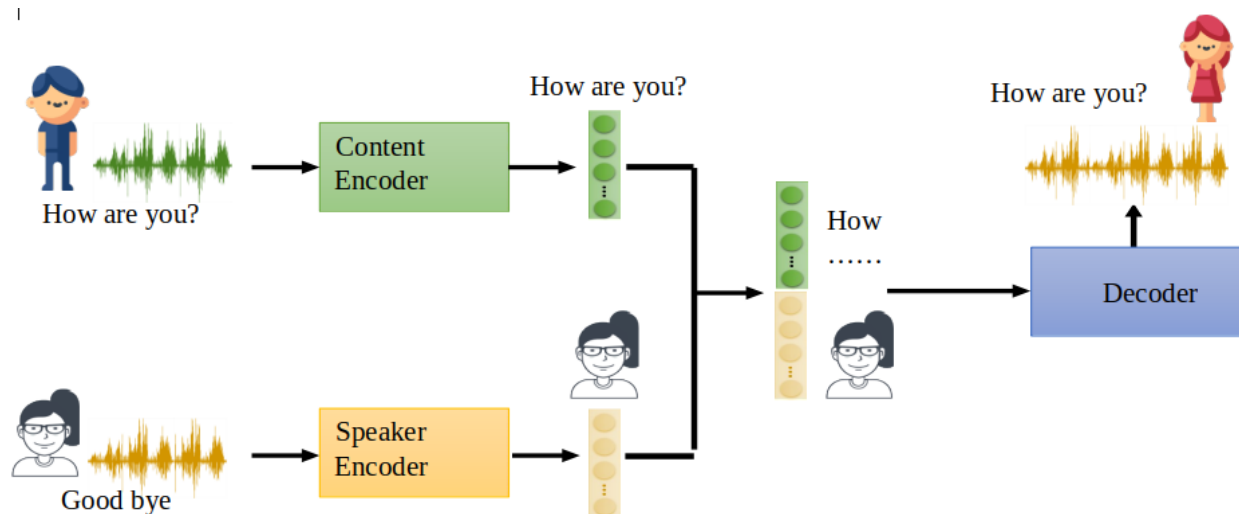 How are you?
Content
Encoder
How are you?
How are you?
How
……
Decoder
Speaker
Encoder
Good bye